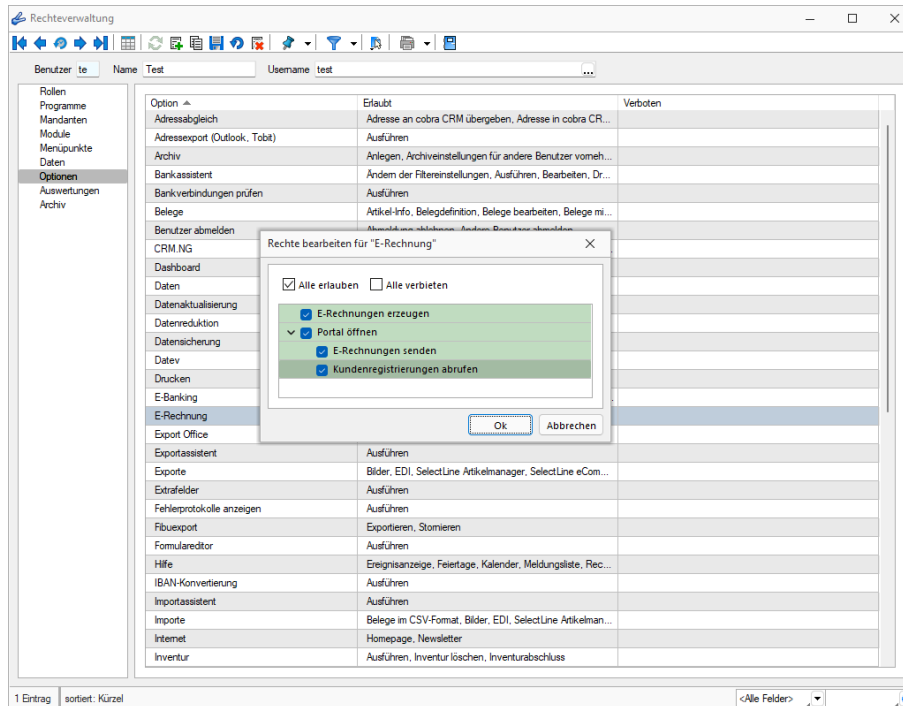 Rechteverwaltung
Benutzer te Name Test Username test ...
Rollen
Programme
Mandanten
Module
Menüpunkte
Daten
Optionen
Auswertungen
Archiv
Option Erlaubt Verboten
Adressabgleich Adresse an cobra CRM übergeben, Adresse in cobra CR...
Adressexport (Outlook, Tobit) Ausführen
Archiv Anlegen, Archiveinstellungen für andere Benutzer vorneh...
Bankassistent Ändern der Filtereinstellungen, Ausführen, Bearbeiten, Dr...
Bankverbindungen prüfen Ausführen
Belege Artikel-Info, Belegdefinition, Belege bearbeiten, Belege mi...
Benutzer abmelden
CRM.NG
Dashboard
Daten
Datenaktualisierung
Datenreduktion
Datensicherung
Datev
Drucken
E-Banking
E-Rechnung
Export Office
Rechte bearbeiten für "E-Rechnung"
Alle erlauben Alle verbieten
E-Rechnungen erzeugen
Portal öffnen
E-Rechnungen senden
Kundenregistrierungen abrufen
Ok Abbrechen
Exportassistent Ausführen
Exporte Bilder, EDI, SelectLine Artikelmanager, SelectLine eCom...
Extrafelder Ausführen
Fehlerprotokolle anzeigen Ausführen
Fibuexport Exportieren, Stornieren
Formulareditor Ausführen
Hilfe Ereignisanzeige, Feiertage, Kalender, Meldungsliste, Rec...
IBAN-Konvertierung Ausführen
Importassistent Ausführen
Importe Belege im CSV-Format, Bilder, EDI, SelectLine Artikelman...
Internet Homepage, Newsletter
Inventur Ausführen, Inventur löschen, Inventurabschluss
1 Eintrag sortiert: Kürzel <Alle Felder>